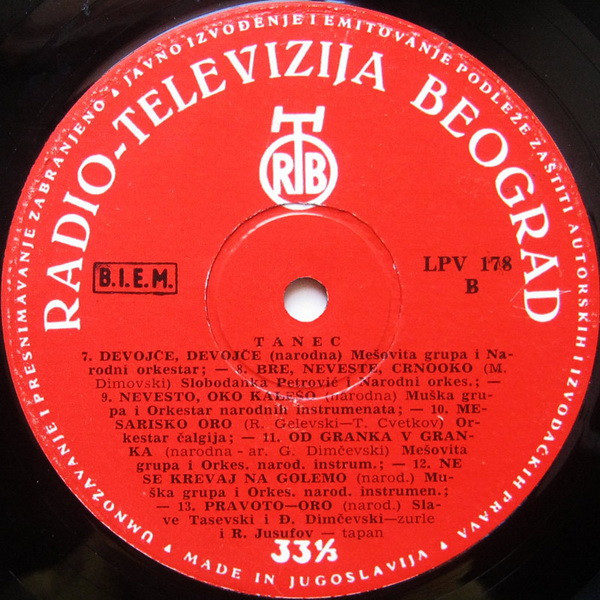 UMNOŽAVANJE I PRESNIMAVANJE ZABRANJENO ▲ JAVNO IZVOĐENJE I EMITOVANJE PODLEŽE ZAŠTITI AUTORSKIH I IZVOĐAČKIH PRAVA
RADIO-TELEVIZIJA BEOGRAD
RTB
B.I.E.M.
LPV 178
B
TANEC
7. DEVOJČE, DEVOJČE (narodna) Mešovita grupa i Na-
rodni orkestar; — 8. BRE, NEVESTE, CRNOOKO (M.
Dimovski) Slobodanka Petrović i Narodni orkes.; —
9. NEVESTO, OKO KALEŠO (narodna) Muška gru-
pa i Orkestar narodnih instrumenata; — 10. ME-
SARISKO ORO (R. Gelevski—T. Cvetkov) Or-
kestar čalgija; — 11. OD GRANKA V GRAN-
KA (narodna - ar. G. Dimčevski) Mešovita
grupa i Orkes. narod. instrum.; — 12. NE
SE KREVAJ NA GOLEMO (narod.) Mu-
ška grupa i Orkes. narod. instrumen.;
— 13. PRAVOTO—ORO (narod.) Sla-
ve Tasevski i Đ. Dimčevski—zurle
i R. Jusufov — tapan
33⅓
▲ MADE IN JUGOSLAVIJA ▲